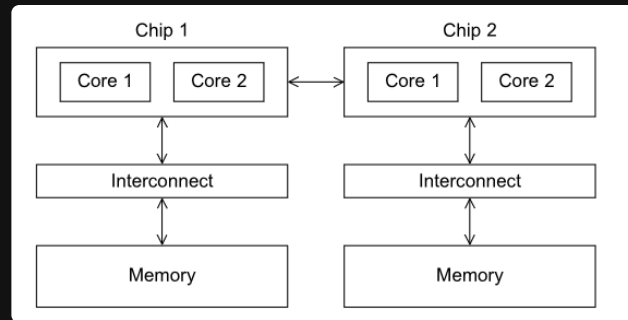 Chip 1 Chip 2
Core 1 Core 2 Core 1 Core 2
Interconnect Interconnect
Memory Memory